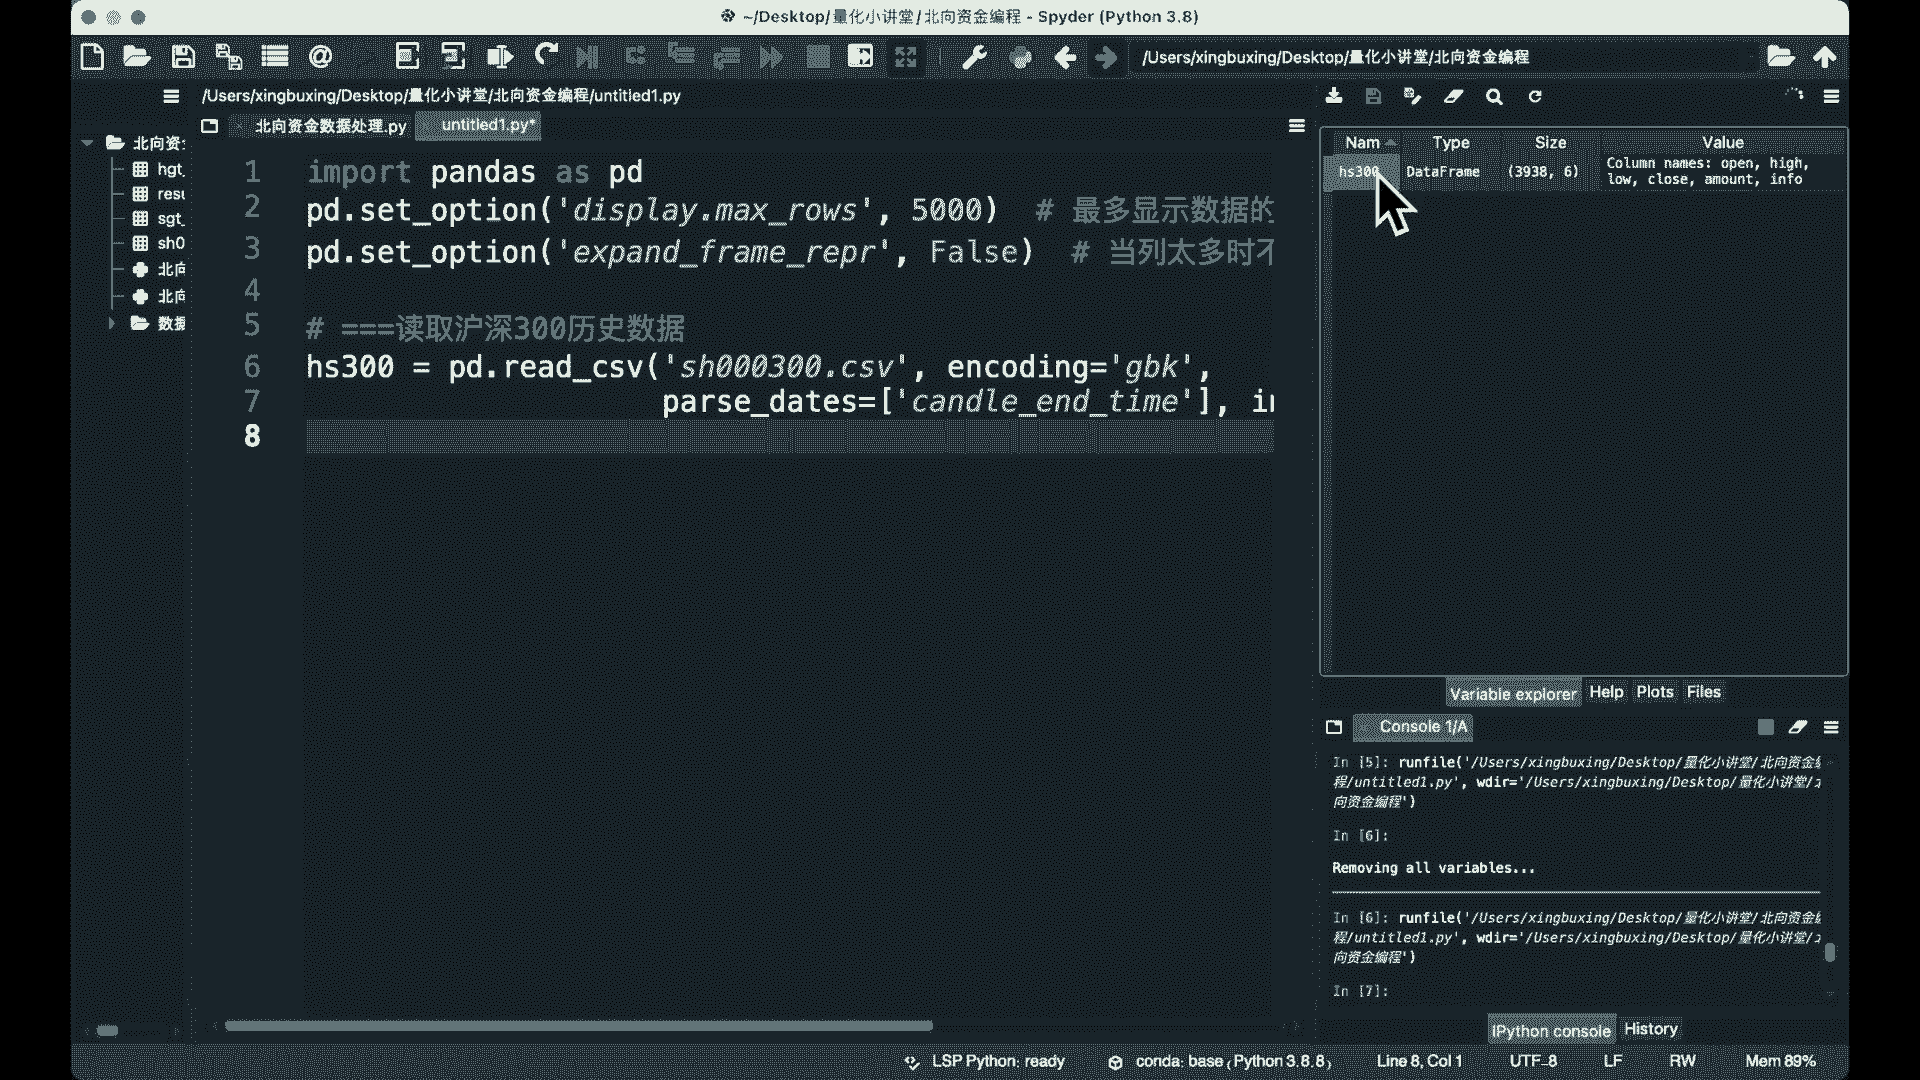 ~/Desktop/量化小讲堂/北向资金编程 - Spyder (Python 3.8)
/Users/xingbuxing/Desktop/量化小讲堂/北向资金编程
/Users/xingbuxing/Desktop/量化小讲堂/北向资金编程/untitled1.py
北向资金数据处理.py
untitled1.py*
北向资
hgt_
resu
sgt_
sh0
北向
北向
数据
1 import pandas as pd
2 pd.set_option('display.max_rows', 5000)  # 最多显示数据的
3 pd.set_option('expand_frame_repr', False)  # 当列太多时不
4
5 # ===读取沪深300历史数据
6 hs300 = pd.read_csv('sh000300.csv', encoding='gbk',
7 parse_dates=['candle_end_time'], in
8
Nam Type Size Value
hs300 DataFrame (3938, 6) Column names: open, high,
low, close, amount, info
Variable explorer Help Plots Files
Console 1/A
In [5]: runfile('/Users/xingbuxing/Desktop/量化小讲堂/北向资金编
程/untitled1.py', wdir='/Users/xingbuxing/Desktop/量化小讲堂/北
向资金编程')
In [6]:
Removing all variables...
In [6]: runfile('/Users/xingbuxing/Desktop/量化小讲堂/北向资金编
程/untitled1.py', wdir='/Users/xingbuxing/Desktop/量化小讲堂/北
向资金编程')
In [7]:
IPython console History
LSP Python: ready conda: base (Python 3.8.8) Line 8, Col 1 UTF-8 LF RW Mem 89%